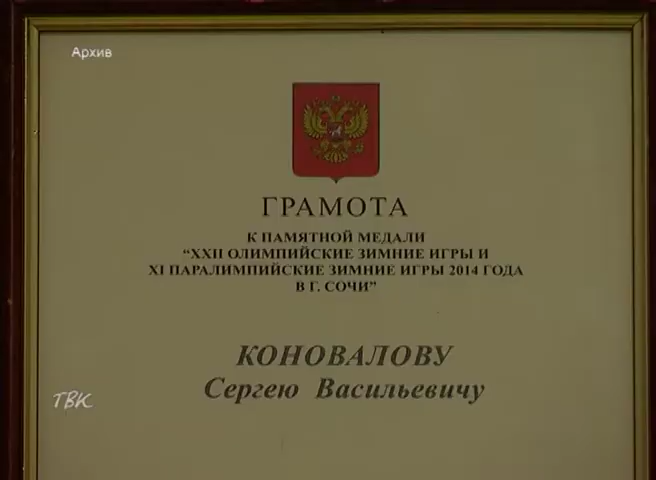 Архив
ГРАМОТА
К ПАМЯТНОЙ МЕДАЛИ
“XXII ОЛИМПИЙСКИЕ ЗИМНИЕ ИГРЫ И
XI ПАРАЛИМПИЙСКИЕ ЗИМНИЕ ИГРЫ 2014 ГОДА
В Г. СОЧИ”
КОНОВАЛОВУ
Сергею Васильевичу
ТВК